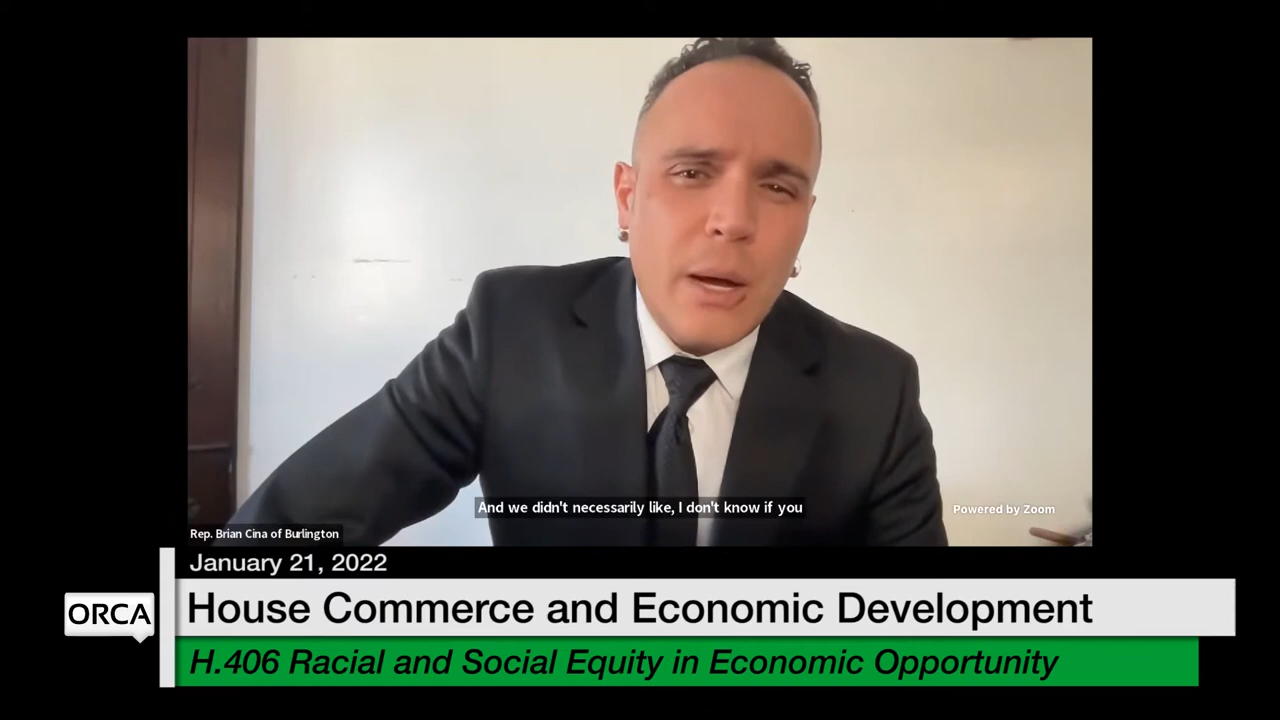 And we didn't necessarily like, I don't know if you
Powered by Zoom
Rep. Brian Cina of Burlington
January 21, 2022
ORCA
House Commerce and Economic Development
H.406 Racial and Social Equity in Economic Opportunity